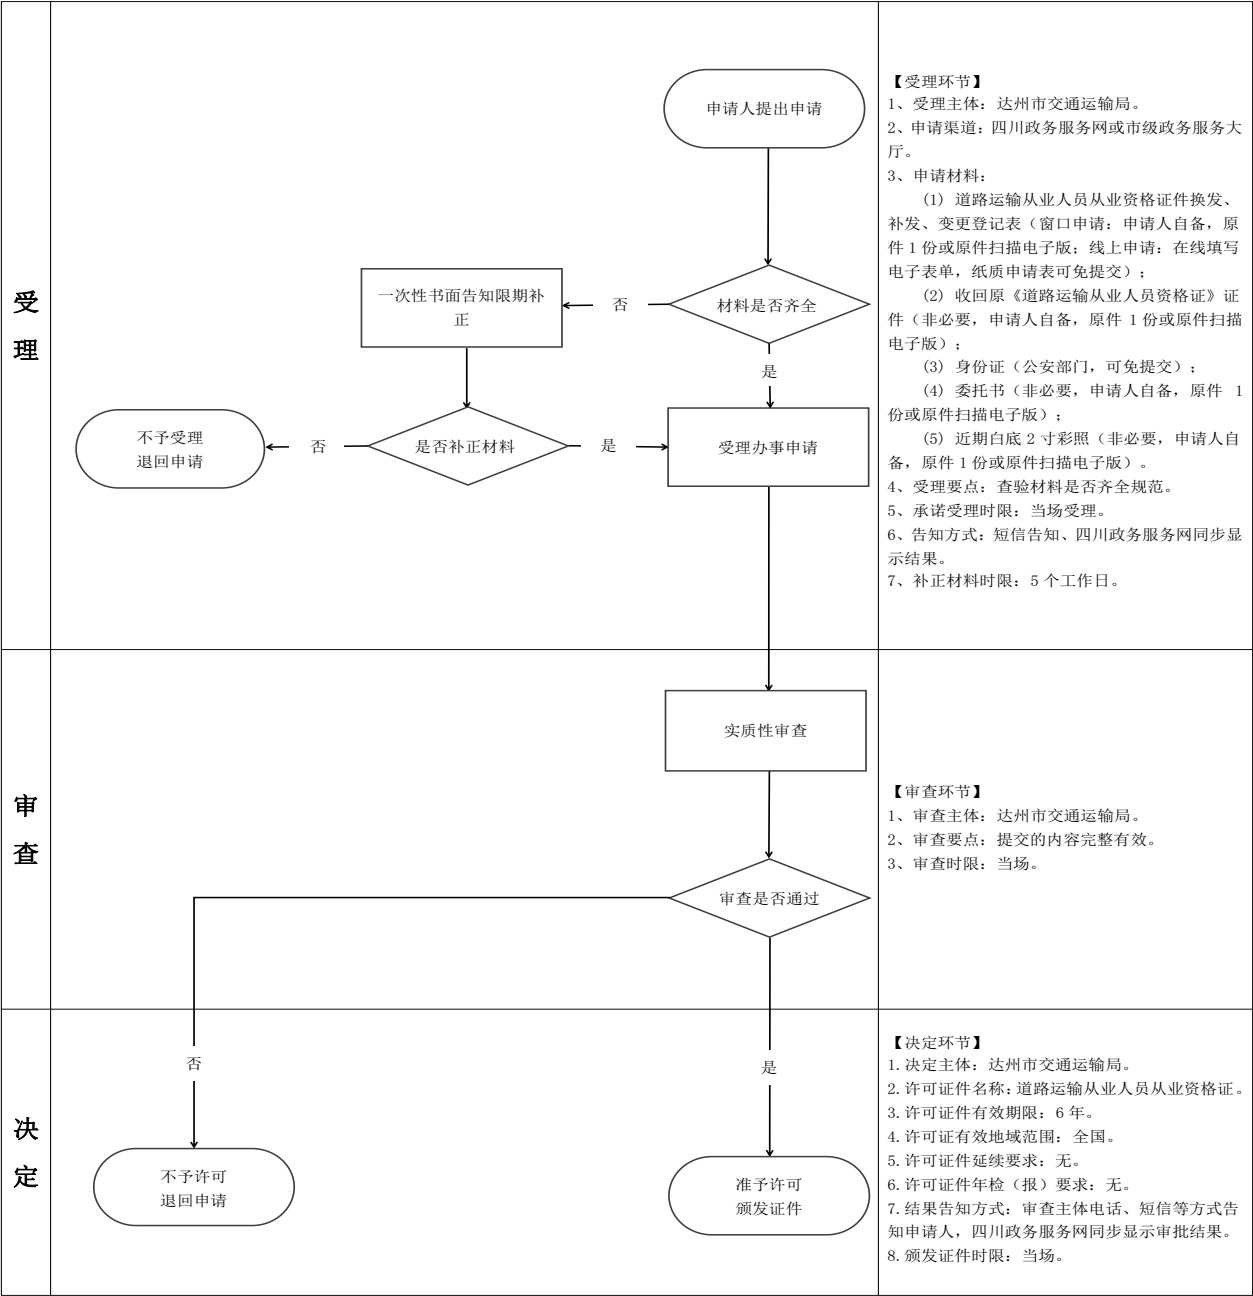 受
理
申请人提出申请
材料是否齐全
否
一次性书面告知限期补
正
是
是否补正材料
否
不予受理
退回申请
是
受理办事申请
【受理环节】
1、受理主体：达州市交通运输局。
2、申请渠道：四川政务服务网或市级政务服务大
厅。
3、申请材料：
（1）道路运输从业人员从业资格证件换发、
补发、变更登记表（窗口申请：申请人自备，原
件 1 份或原件扫描电子版；线上申请：在线填写
电子表单，纸质申请表可免提交）；
（2）收回原《道路运输从业人员资格证》证
件（非必要，申请人自备，原件 1 份或原件扫描
电子版）；
（3）身份证（公安部门，可免提交）；
（4）委托书（非必要，申请人自备，原件 1
份或原件扫描电子版）；
（5）近期白底 2 寸彩照（非必要，申请人自
备，原件 1 份或原件扫描电子版）。
4、受理要点：查验材料是否齐全规范。
5、承诺受理时限：当场受理。
6、告知方式：短信告知、四川政务服务网同步显
示结果。
7、补正材料时限：5 个工作日。
审
查
实质性审查
审查是否通过
【审查环节】
1、审查主体：达州市交通运输局。
2、审查要点：提交的内容完整有效。
3、审查时限：当场。
决
定
否
不予许可
退回申请
是
准予许可
颁发证件
【决定环节】
1.决定主体：达州市交通运输局。
2.许可证件名称：道路运输从业人员从业资格证。
3.许可证件有效期限：6 年。
4.许可证有效地域范围：全国。
5.许可证件延续要求：无。
6.许可证件年检（报）要求：无。
7.结果告知方式：审查主体电话、短信等方式告
知申请人，四川政务服务网同步显示审批结果。
8.颁发证件时限：当场。